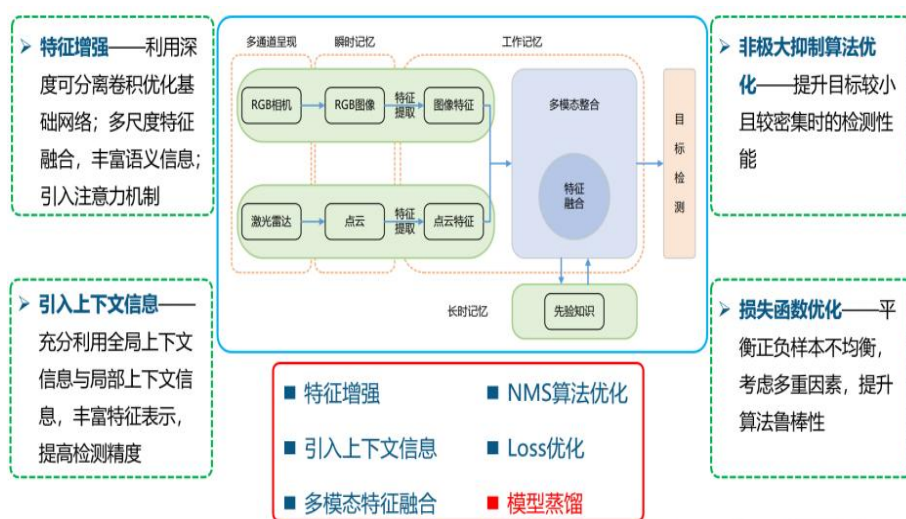 ➢ 特征增强——利用深
度可分离卷积优化基
础网络；多尺度特征
融合，丰富语义信息；
引入注意力机制
多通道呈现
瞬时记忆
工作记忆
RGB相机
RGB图像
特征
提取
图像特征
激光雷达
点云
特征
提取
点云特征
多模态整合
特征
融合
目
标
检
测
长时记忆
先验知识
➢ 非极大抑制算法优
化——提升目标较小
且较密集时的检测性
能
➢ 引入上下文信息——
充分利用全局上下文
信息与局部上下文信
息，丰富特征表示，
提高检测精度
➢ 损失函数优化——平
衡正负样本不均衡，
考虑多重因素，提升
算法鲁棒性
■ 特征增强
■ NMS算法优化
■ 引入上下文信息
■ Loss优化
■ 多模态特征融合
■ 模型蒸馏